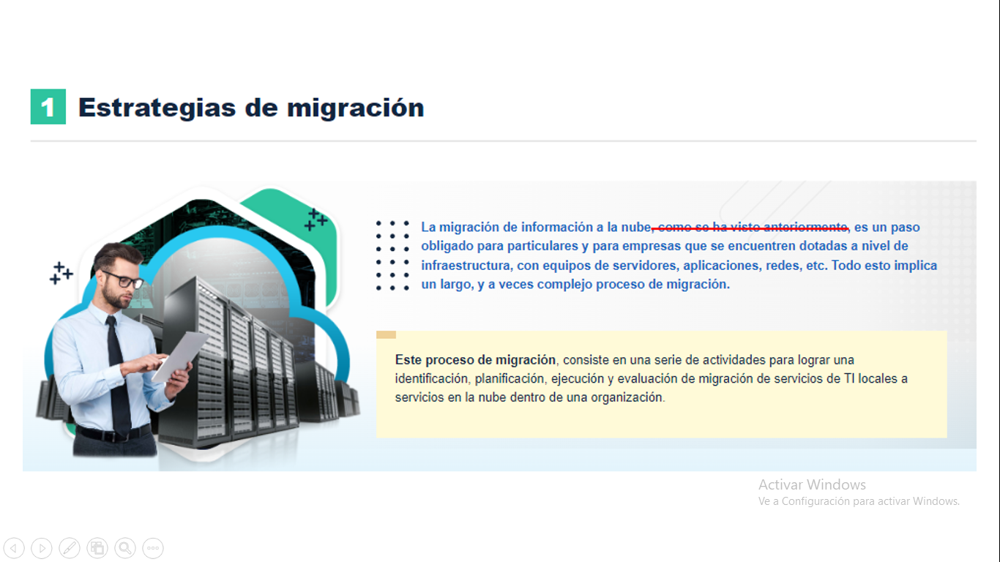 1 Estrategias de migración
La migración de información a la nube, como se ha visto anteriormente, es un paso
obligado para particulares y para empresas que se encuentren dotadas a nivel de
infraestructura, con equipos de servidores, aplicaciones, redes, etc. Todo esto implica
un largo, y a veces complejo proceso de migración.
Este proceso de migración, consiste en una serie de actividades para lograr una
identificación, planificación, ejecución y evaluación de migración de servicios de TI locales a
servicios en la nube dentro de una organización.
Activar Windows
Ve a Configuración para activar Windows.